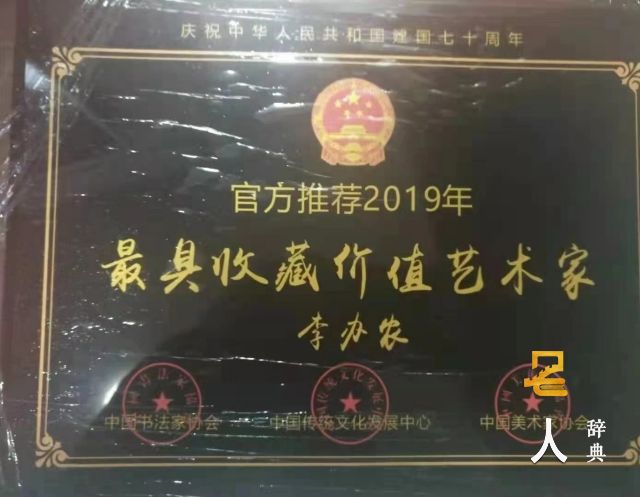 庆祝中华人民共和国建国七十周年
官方推荐2019年
最具收藏价值艺术家
李办农
中国书法家协会
中国传统文化发展中心
中国美术家协会
名人
辞典